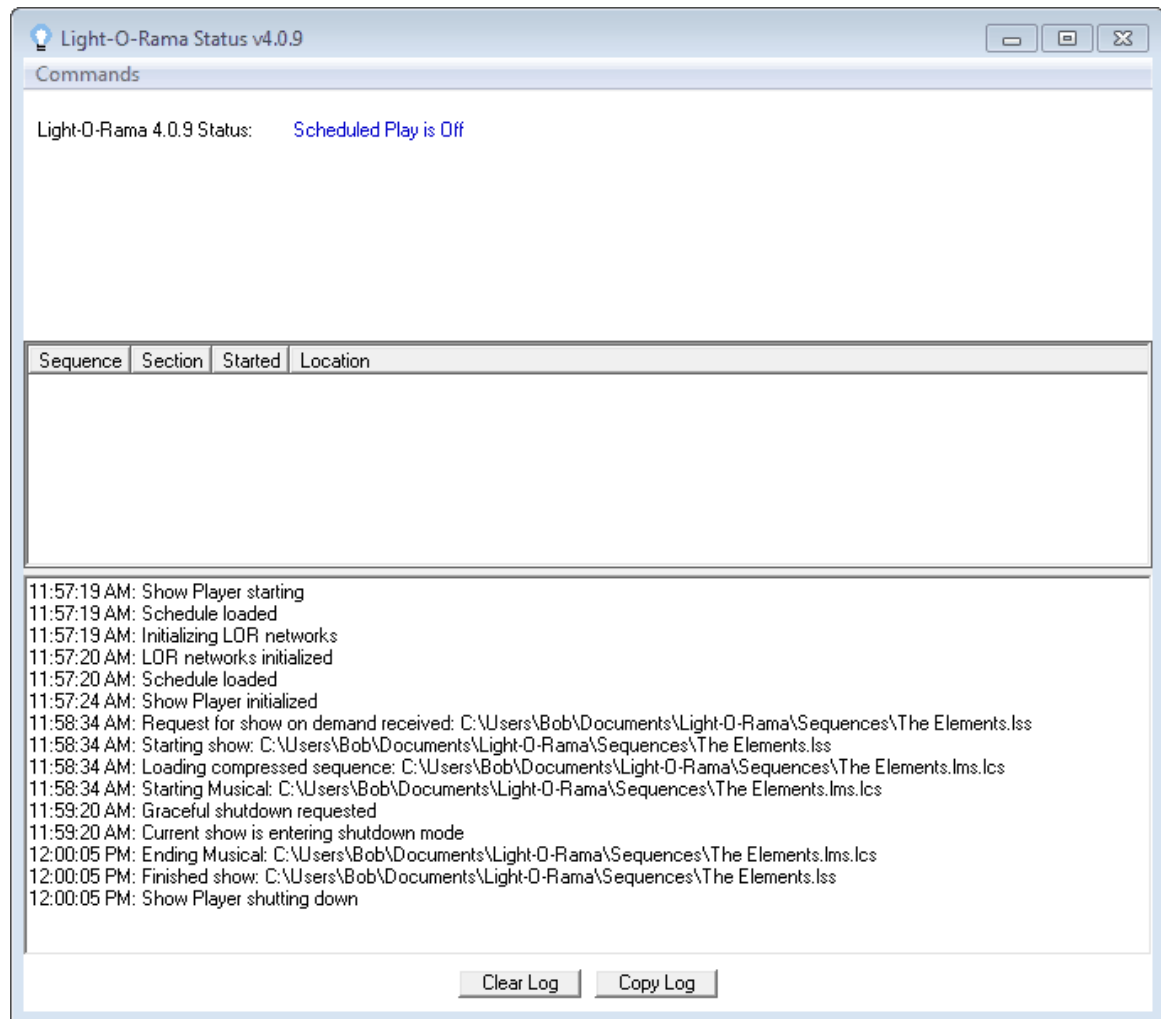 Light-O-Rama Status v4.0.9
Commands
Light-O-Rama 4.0.9 Status: Scheduled Play is Off
Sequence Section Started Location
11:57:19 AM: Show Player starting
11:57:19 AM: Schedule loaded
11:57:19 AM: Initializing LOR networks
11:57:20 AM: LOR networks initialized
11:57:20 AM: Schedule loaded
11:57:24 AM: Show Player initialized
11:58:34 AM: Request for show on demand received: C:\Users\Bob\Documents\Light-O-Rama\Sequences\The Elements.lss
11:58:34 AM: Starting show: C:\Users\Bob\Documents\Light-O-Rama\Sequences\The Elements.lss
11:58:34 AM: Loading compressed sequence: C:\Users\Bob\Documents\Light-O-Rama\Sequences\The Elements.lms.lcs
11:58:34 AM: Starting Musical: C:\Users\Bob\Documents\Light-O-Rama\Sequences\The Elements.lms.lcs
11:59:20 AM: Graceful shutdown requested
11:59:20 AM: Current show is entering shutdown mode
12:00:05 PM: Ending Musical: C:\Users\Bob\Documents\Light-O-Rama\Sequences\The Elements.lms.lcs
12:00:05 PM: Finished show: C:\Users\Bob\Documents\Light-O-Rama\Sequences\The Elements.lss
12:00:05 PM: Show Player shutting down
Clear Log Copy Log